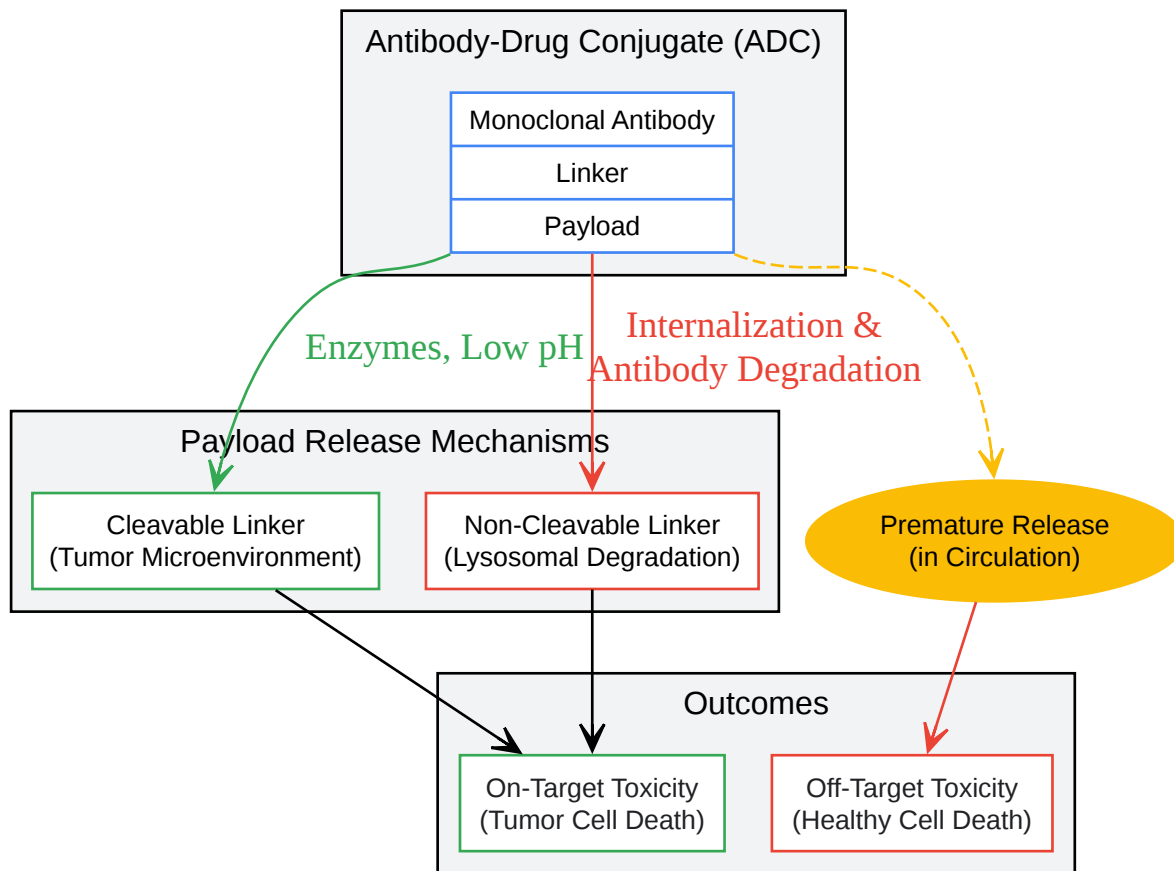 Antibody-Drug Conjugate (ADC)
Monoclonal Antibody
Linker
Payload
Enzymes, Low pH
Internalization &
Antibody Degradation
Payload Release Mechanisms
Cleavable Linker
(Tumor Microenvironment)
Non-Cleavable Linker
(Lysosomal Degradation)
Premature Release
(in Circulation)
Outcomes
On-Target Toxicity
(Tumor Cell Death)
Off-Target Toxicity
(Healthy Cell Death)